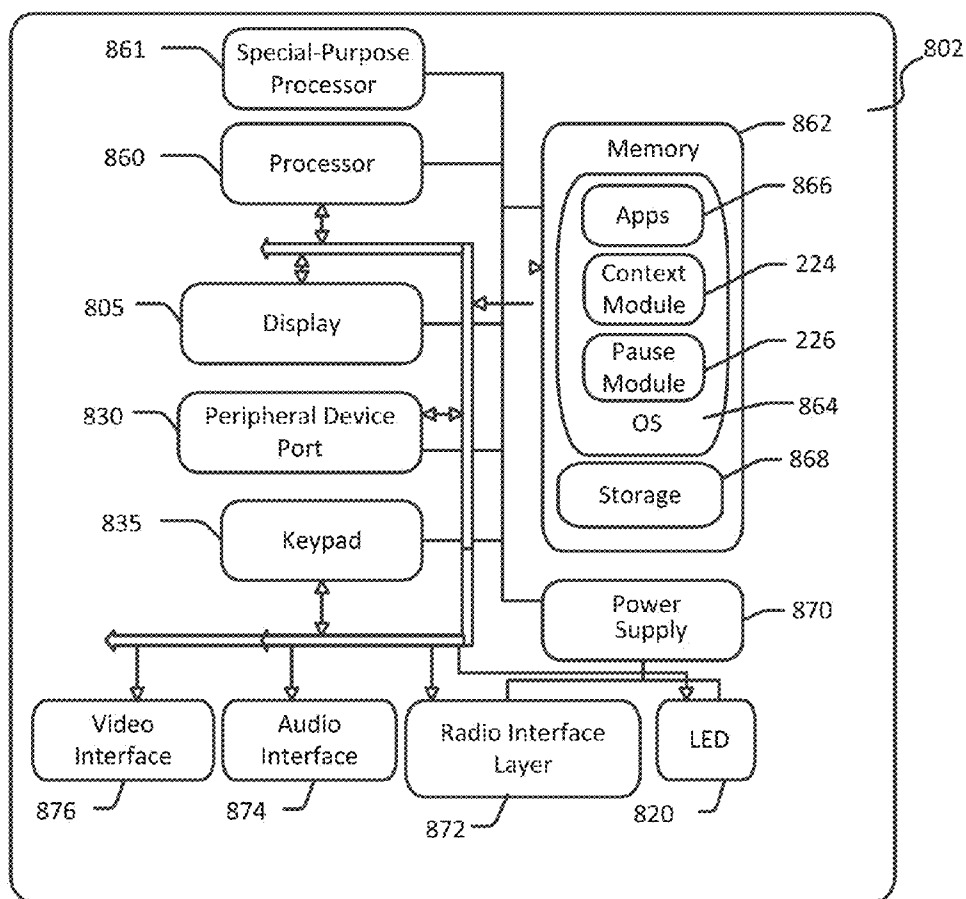 861
Special-Purpose
Processor
802
860
Processor
862
Memory
866
Apps
224
Context
Module
805
Display
226
Pause
Module
830
Peripheral Device
Port
864
OS
868
Storage
835
Keypad
Power
Supply
870
Video
Interface
Audio
Interface
Radio Interface
Layer
LED
876
874
872
820